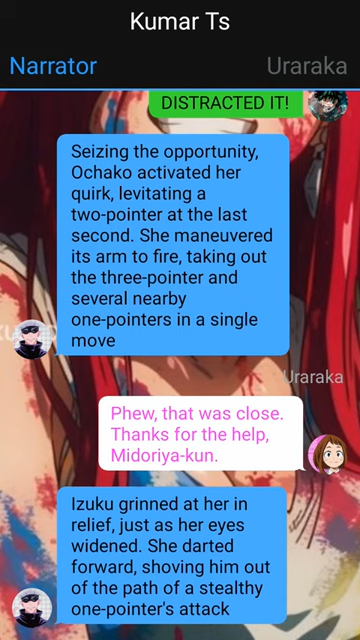 Kumar Ts
Narrator
Uraraka
DISTRACTED IT!
Seizing the opportunity,
Ochako activated her
quirk, levitating a
two-pointer at the last
second. She maneuvered
its arm to fire, taking out
the three-pointer and
several nearby
one-pointers in a single
move
Uraraka
Phew, that was close.
Thanks for the help,
Midoriya-kun.
Izuku grinned at her in
relief, just as her eyes
widened. She darted
forward, shoving him out
of the path of a stealthy
one-pointer's attack